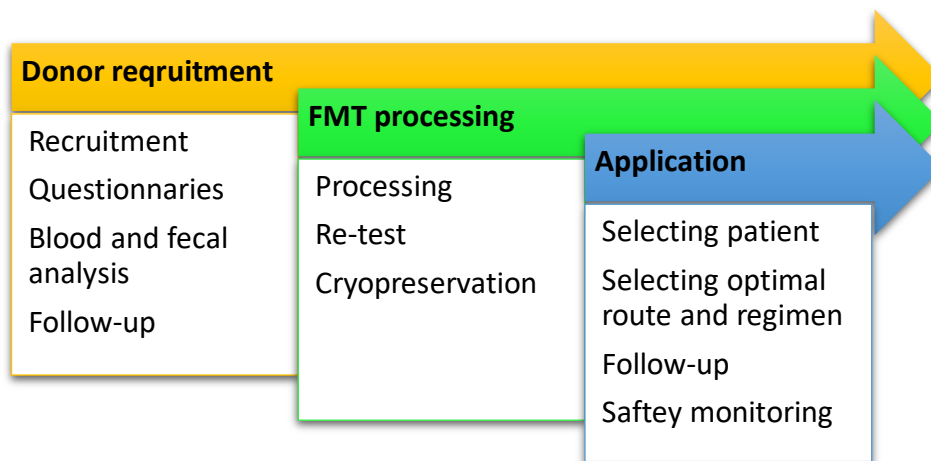 Donor reqruitment
Recruitment
Questionnaries
Blood and fecal
analysis
Follow-up
FMT processing
Processing
Re-test
Cryopreservation
Application
Selecting patient
Selecting optimal
route and regimen
Follow-up
Saftey monitoring